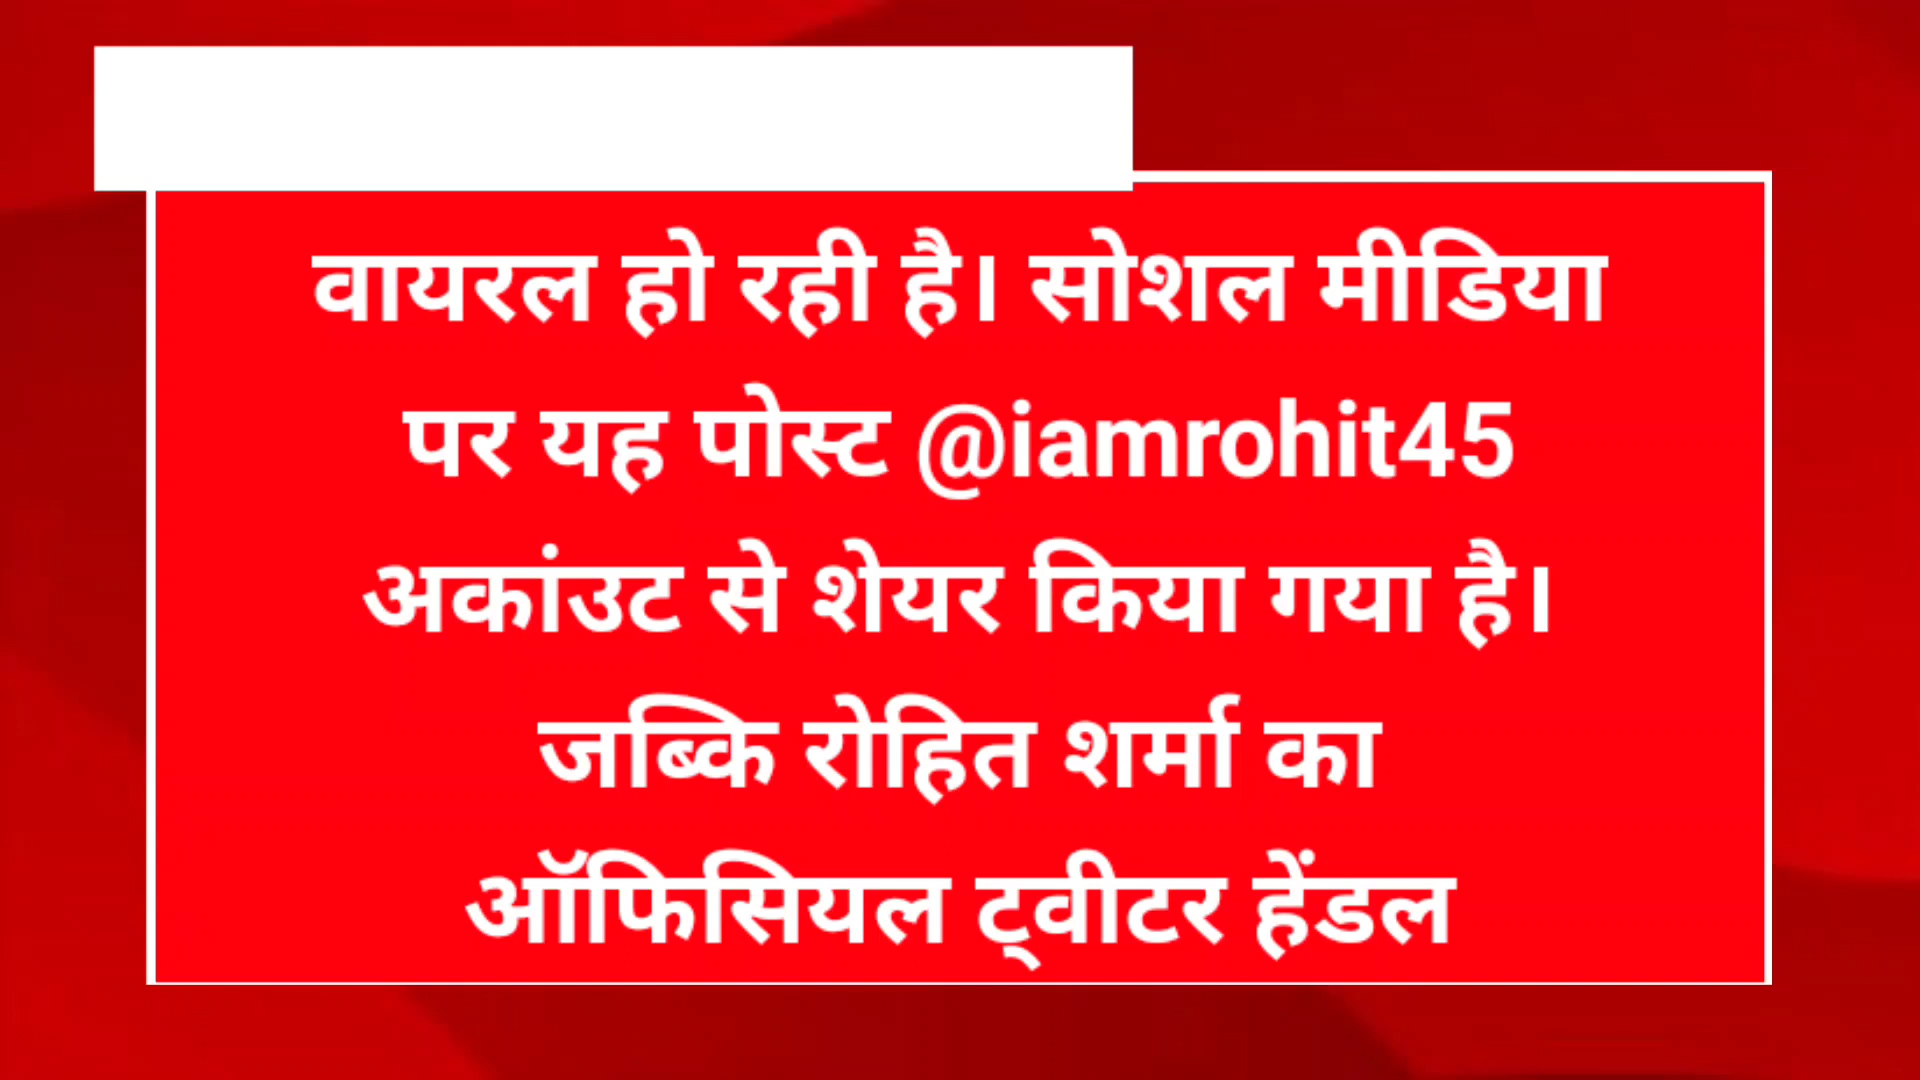 वायरल हो रही है। सोशल मीडिया
पर यह पोस्ट @iamrohit45
अकांउट से शेयर किया गया है।
जब्कि रोहित शर्मा का
ऑफिसियल ट्वीटर हेंडल